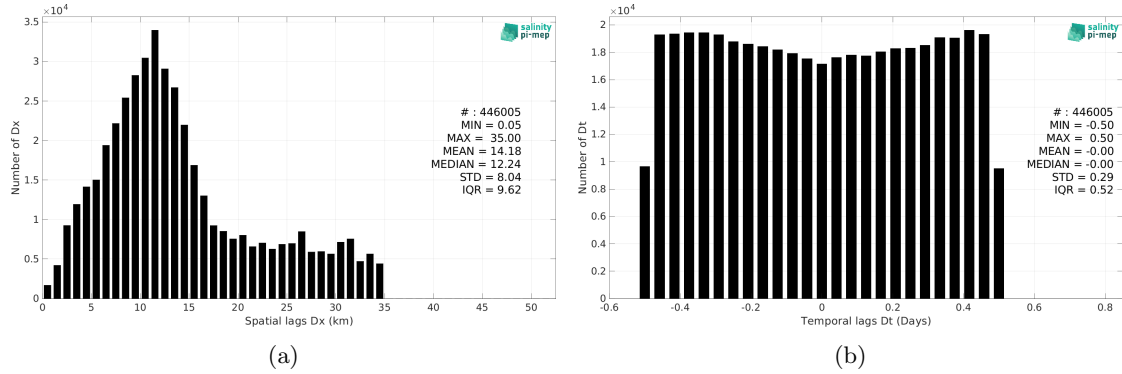 ×10⁴
3.5
3
2.5
2
1.5
1
0.5
0
0 5 10 15 20 25 30 35 40 45 50
Number of Dx
Spatial lags Dx (km)
salinity
pi-mep
# : 446005
MIN = 0.05
MAX = 35.00
MEAN = 14.18
MEDIAN = 12.24
STD = 8.04
IQR = 9.62
(a)
×10⁴
2
1.8
1.6
1.4
1.2
1
0.8
0.6
0.4
0.2
0
-0.6 -0.4 -0.2 0 0.2 0.4 0.6 0.8
Number of Dt
Temporal lags Dt (Days)
salinity
pi-mep
# : 446005
MIN = -0.50
MAX = 0.50
MEAN = -0.00
MEDIAN = -0.00
STD = 0.29
IQR = 0.52
(b)